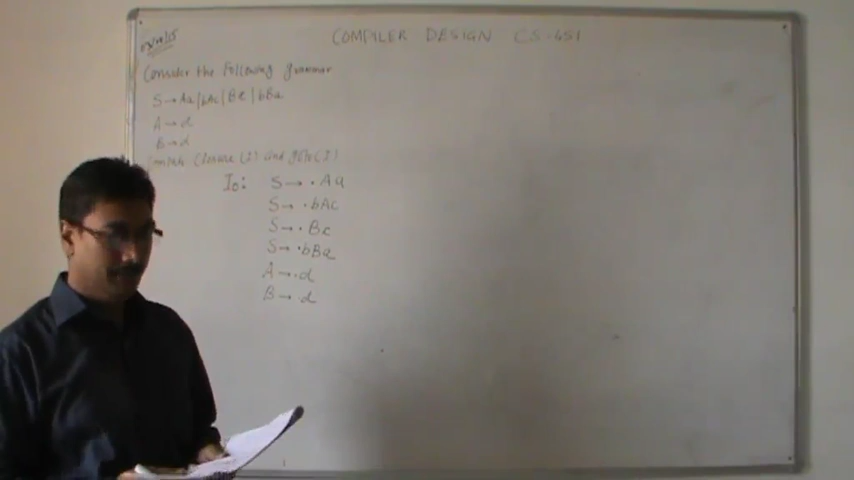 COMPILER DESIGN CS-651
Consider the following grammar
S → Aa | bAc | Bc | bBa
A → d
B → d
Compute Closure (I) and goto (I)
I₀: S → ·Aa
S → ·bAc
S → ·Bc
S → ·bBa
A → ·d
B → ·d